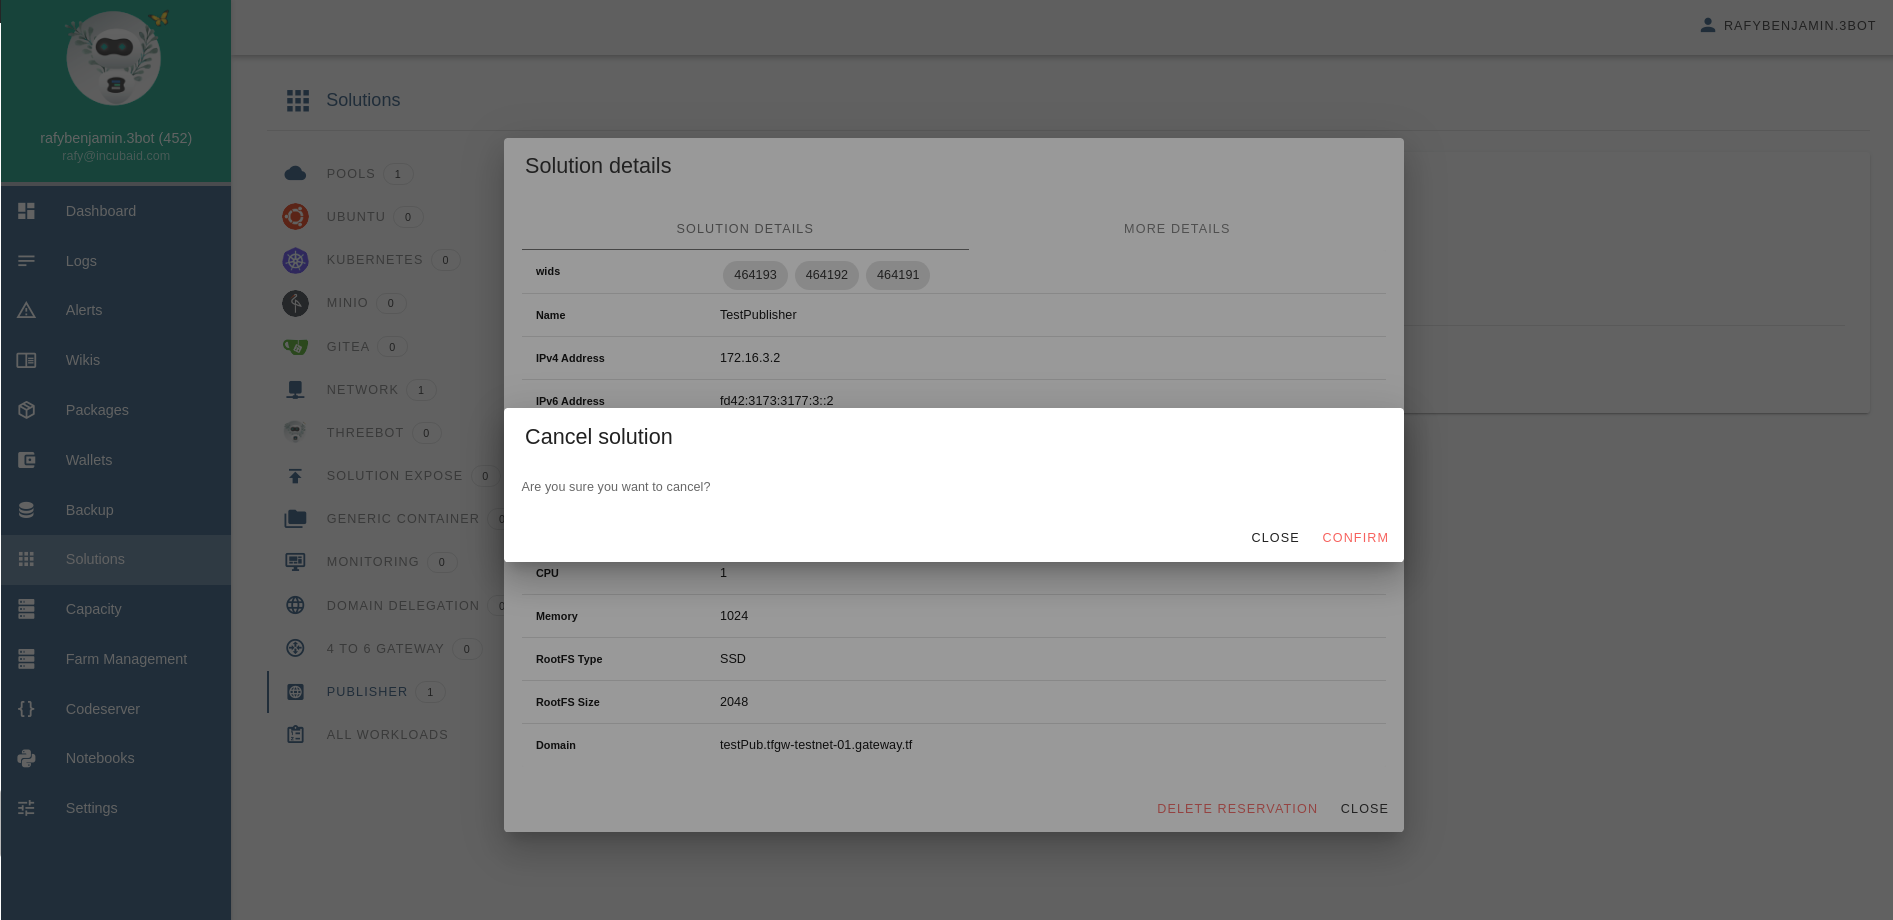 RAFYBENJAMIN.3BOT
rafybenjamin.3bot (452)
rafy@incubaid.com
Dashboard
Logs
Alerts
Wikis
Packages
Wallets
Backup
Solutions
Capacity
Farm Management
Codeserver
Notebooks
Settings
Solutions
POOLS 1
UBUNTU 0
KUBERNETES 0
MINIO 0
GITEA 0
NETWORK 1
THREEBOT 0
SOLUTION EXPOSE 0
GENERIC CONTAINER 0
MONITORING 0
DOMAIN DELEGATION 0
4 TO 6 GATEWAY 0
PUBLISHER 1
ALL WORKLOADS
Solution details
SOLUTION DETAILS MORE DETAILS
wids 464193 464192 464191
Name TestPublisher
IPv4 Address 172.16.3.2
IPv6 Address fd42:3173:3177:3::2
Cancel solution
Are you sure you want to cancel?
CLOSE CONFIRM
CPU 1
Memory 1024
RootFS Type SSD
RootFS Size 2048
Domain testPub.tfgw-testnet-01.gateway.tf
DELETE RESERVATION CLOSE